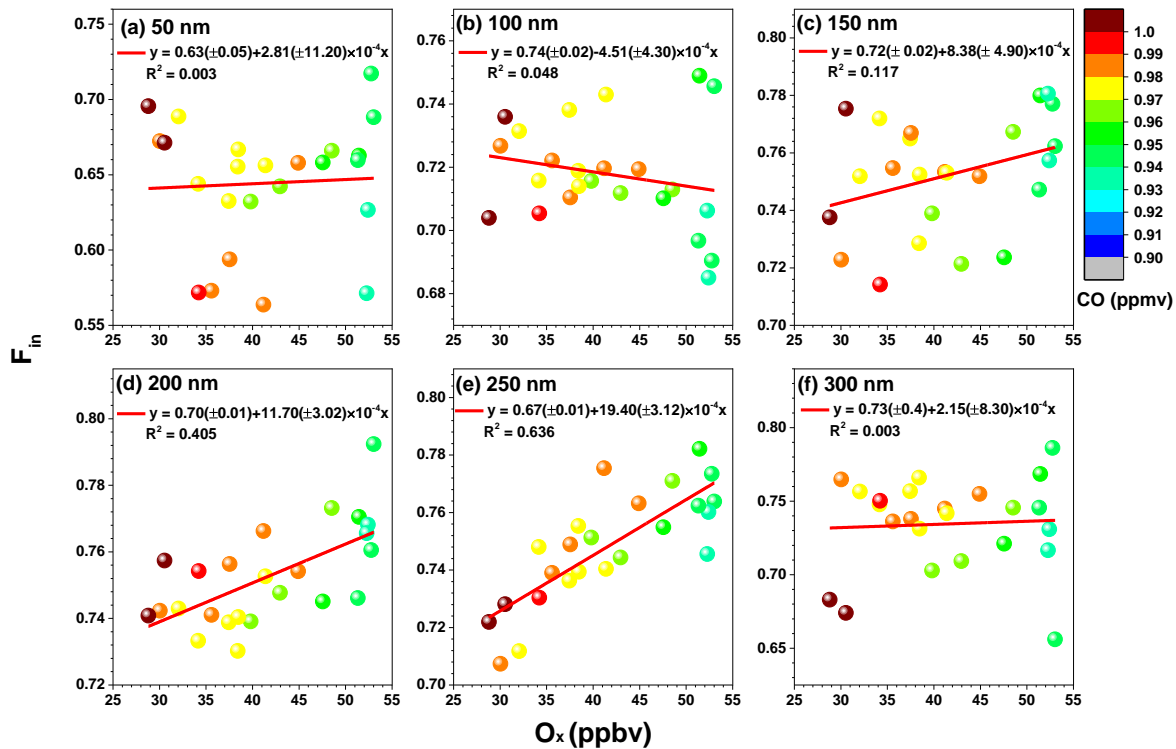 (a) 50 nm
y = 0.63(±0.05)+2.81(±11.20)×10⁻⁴x
R² = 0.003
0.75
0.70
0.65
0.60
0.55
25 30 35 40 45 50 55
(b) 100 nm
y = 0.74(±0.02)-4.51(±4.30)×10⁻⁴x
R² = 0.048
0.76
0.74
0.72
0.70
0.68
25 30 35 40 45 50 55
(c) 150 nm
y = 0.72(± 0.02)+8.38(± 4.90)×10⁻⁴x
R² = 0.117
0.80
0.78
0.76
0.74
0.72
0.70
25 30 35 40 45 50 55
1.0
0.99
0.98
0.97
0.96
0.95
0.94
0.93
0.92
0.91
0.90
CO (ppmv)
F_in
(d) 200 nm
y = 0.70(±0.01)+11.70(±3.02)×10⁻⁴x
R² = 0.405
0.80
0.78
0.76
0.74
0.72
25 30 35 40 45 50 55
(e) 250 nm
y = 0.67(±0.01)+19.40(±3.12)×10⁻⁴x
R² = 0.636
0.80
0.78
0.76
0.74
0.72
0.70
25 30 35 40 45 50 55
(f) 300 nm
y = 0.73(±0.4)+2.15(±8.30)×10⁻⁴x
R² = 0.003
0.80
0.75
0.70
0.65
25 30 35 40 45 50 55
Oₓ (ppbv)